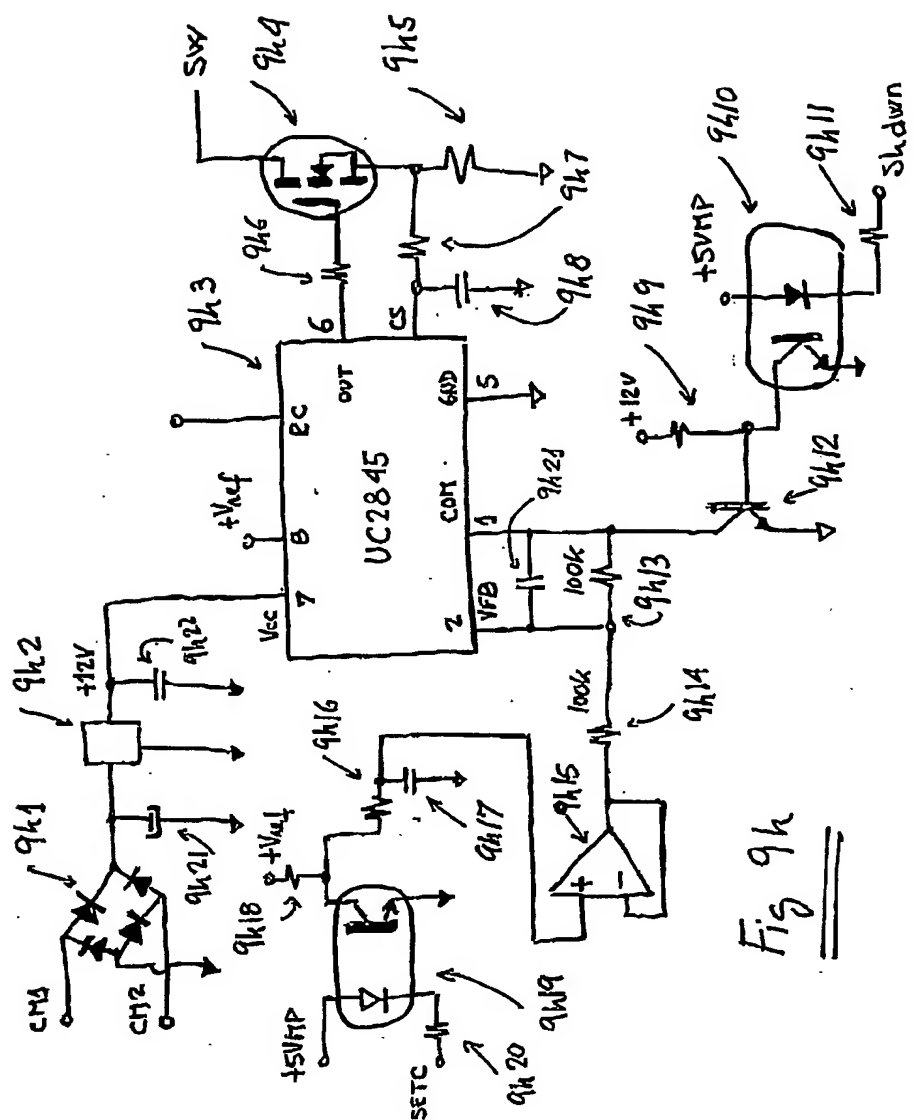 SW
9h4
9h5
9h6
9h7
9h8
9h3
6
OUT
CS
RC
+Vref
8
UC2845
GND
5
COM
1
VFB
2
Vcc
7
9h21
100k
9h13
+12V
9h9
+5VMP
9h10
9h11
Shdwn
9h12
9h2
+12V
9h22
9h1
9h21
CM1
CM2
9h16
+Vref
9h17
9h18
+5VMP
SETC
9h19
9h20
9h15
+
-
100k
9h14
Fig 9h